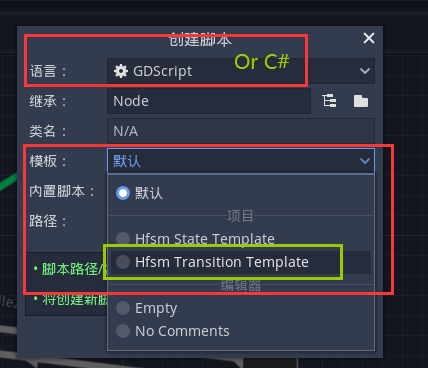 创建脚本
语言： GDScript Or C#
继承： Node
类名： N/A
模板： 默认
内置脚本： 默认
项目
路径：
Hfsm State Template
• 脚本路径/ Hfsm Transition Template
编辑器
• 将创建新脚 Empty
No Comments